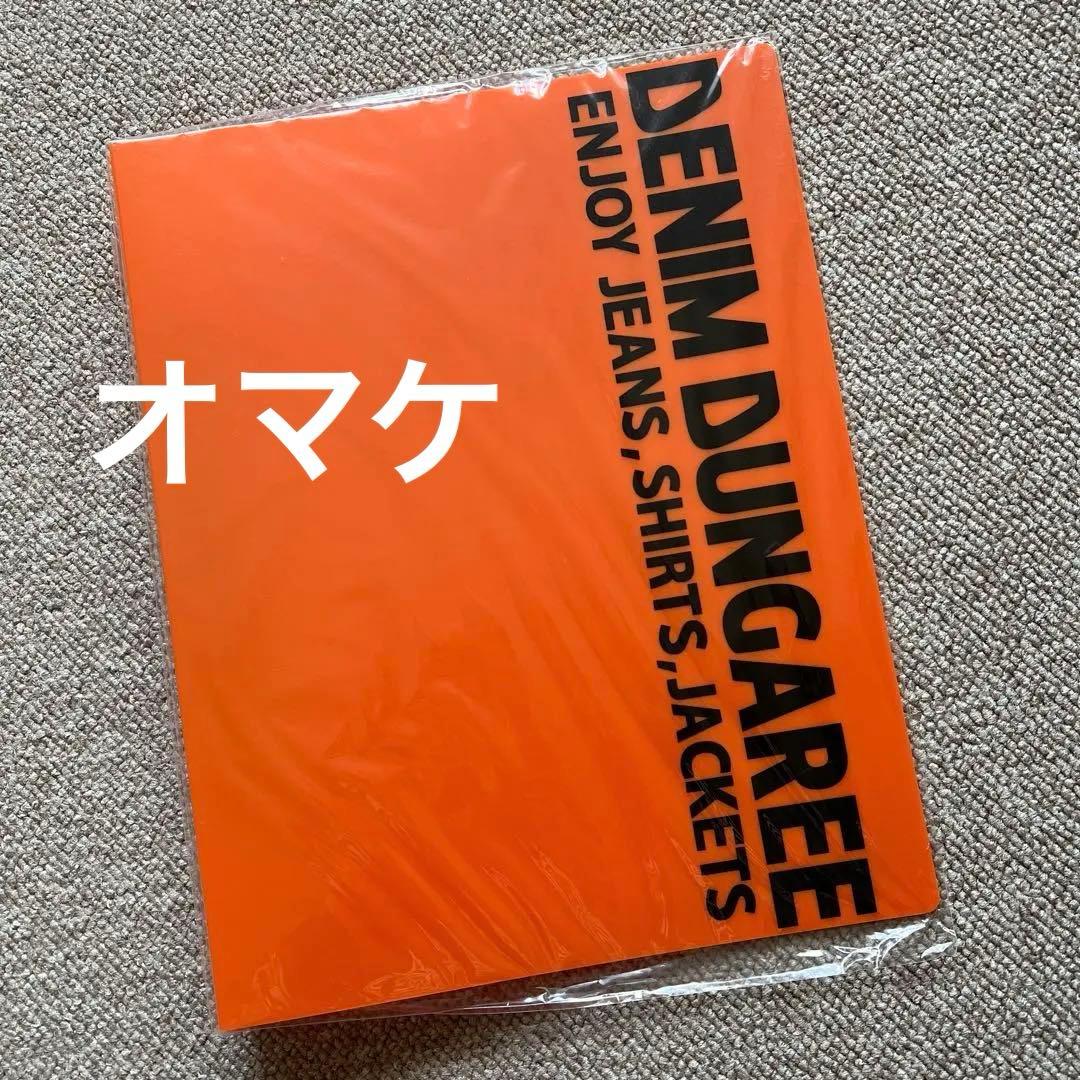 DENIM DUNGAREE
ENJOY JEANS,SHIRTS,JACKETS
オマケ